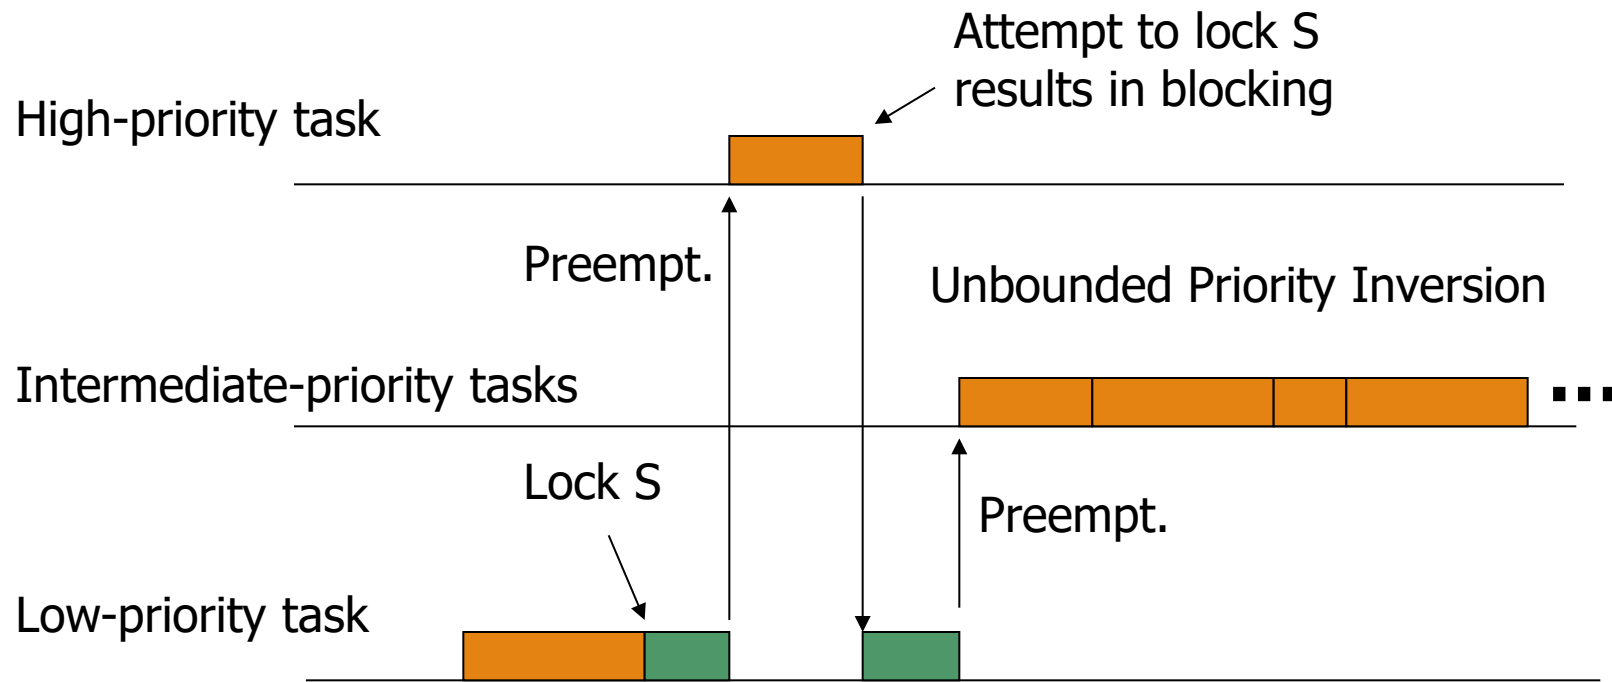 Attempt to lock S
results in blocking
High-priority task
Preempt.
Unbounded Priority Inversion
Intermediate-priority tasks
...
Lock S
Preempt.
Low-priority task